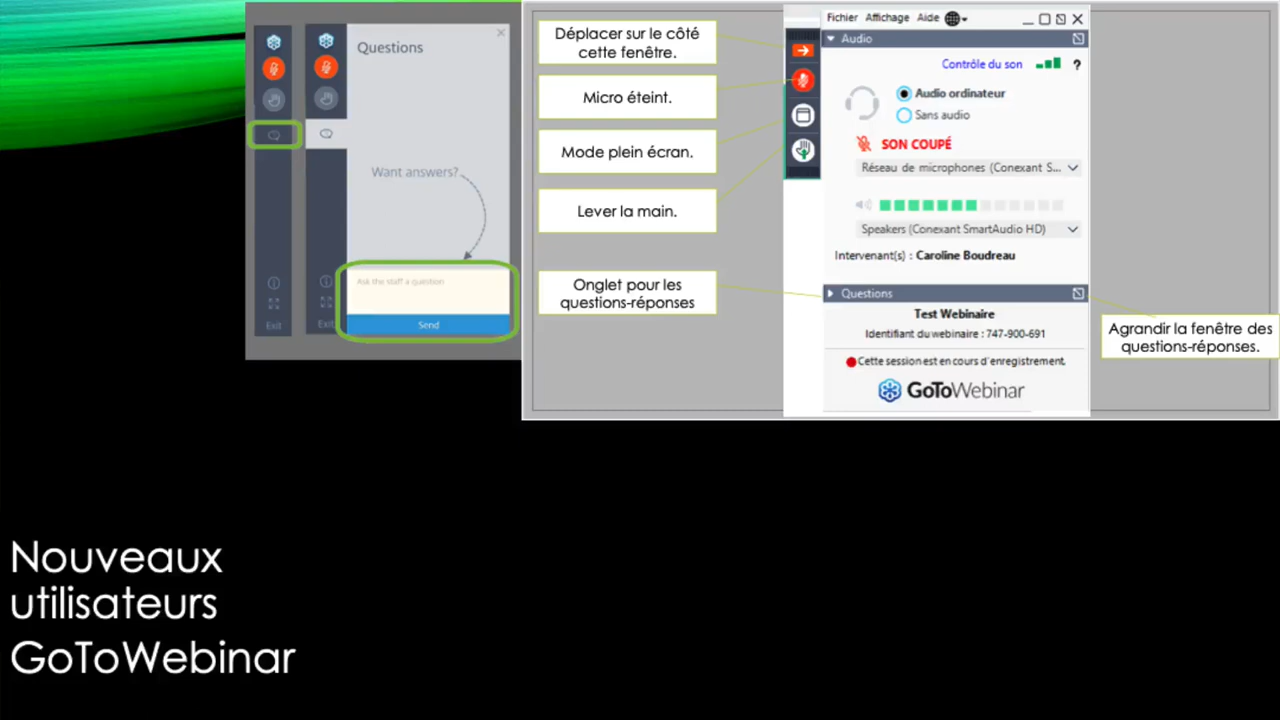 Questions
Want answers?
Ask the staff a question
Send
Exit
Exit
Déplacer sur le côté
cette fenêtre.
Micro éteint.
Mode plein écran.
Lever la main.
Onglet pour les
questions-réponses
Fichier Affichage Aide
Audio
Contrôle du son
?
Audio ordinateur
Sans audio
SON COUPÉ
Réseau de microphones (Conexant S...
Speakers (Conexant SmartAudio HD)
Intervenant(s) : Caroline Boudreau
Questions
Test Webinaire
Identifiant du webinaire : 747-900-691
Cette session est en cours d'enregistrement.
GoToWebinar
Agrandir la fenêtre des
questions-réponses.
Nouveaux
utilisateurs
GoToWebinar